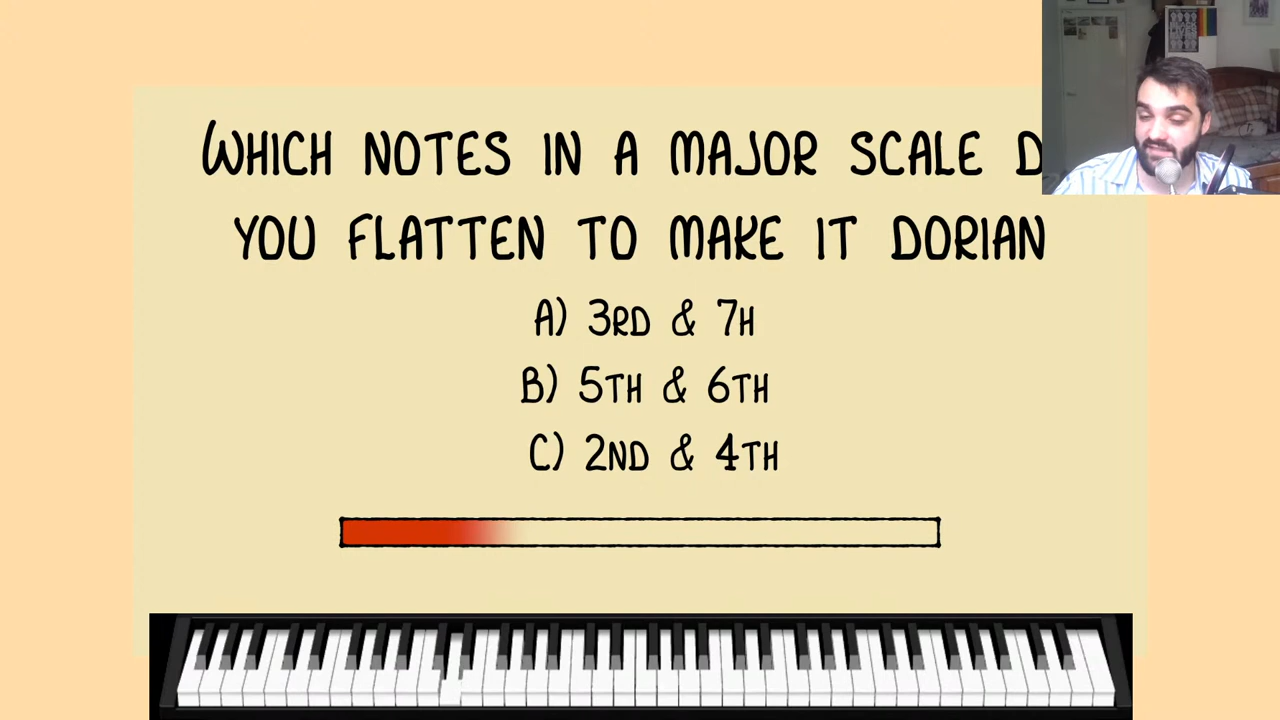 WHICH NOTES IN A MAJOR SCALE
YOU FLATTEN TO MAKE IT DORIAN
A) 3RD & 7H
B) 5TH & 6TH
C) 2ND & 4TH